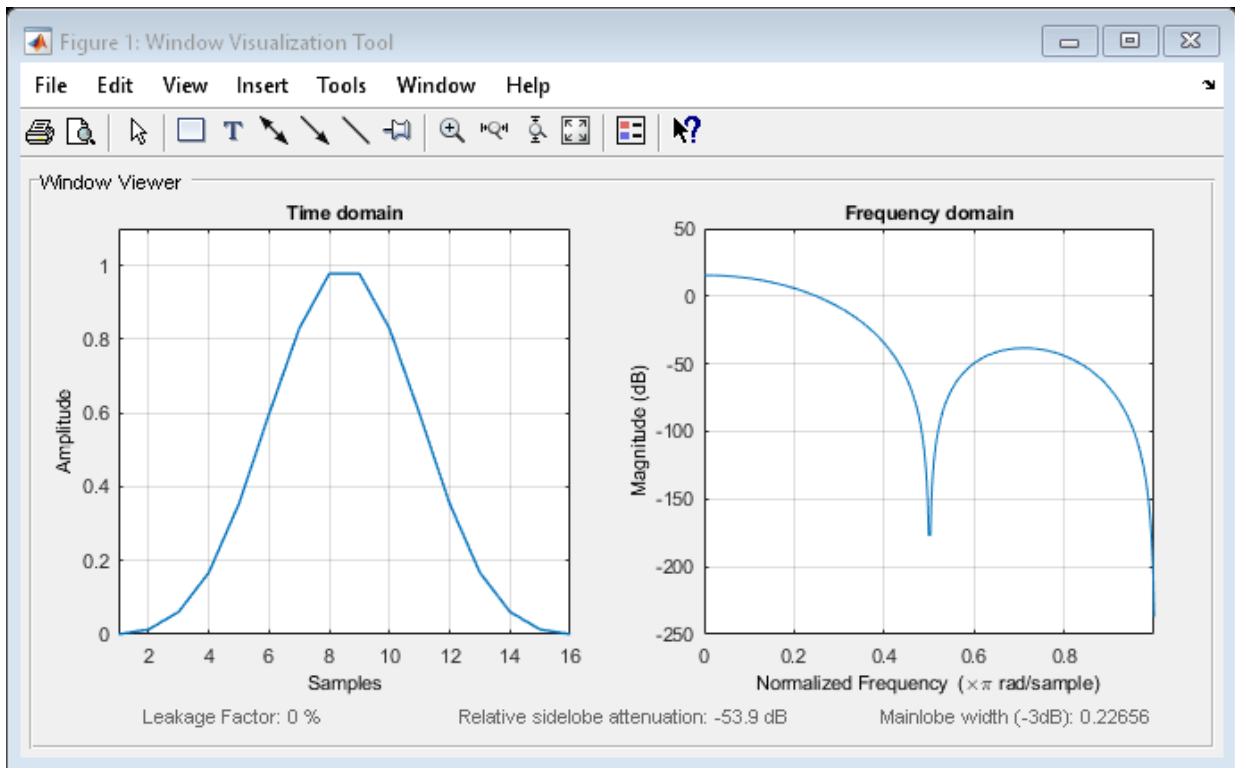 Figure 1: Window Visualization Tool
File Edit View Insert Tools Window Help
T ?
Window Viewer
Time domain
1
0.8
0.6
0.4
0.2
0
2 4 6 8 10 12 14 16
Amplitude
Samples
Frequency domain
50
0
-50
-100
-150
-200
-250
0 0.2 0.4 0.6 0.8
Magnitude (dB)
Normalized Frequency (×π rad/sample)
Leakage Factor: 0 % Relative sidelobe attenuation: -53.9 dB Mainlobe width (-3dB): 0.22656